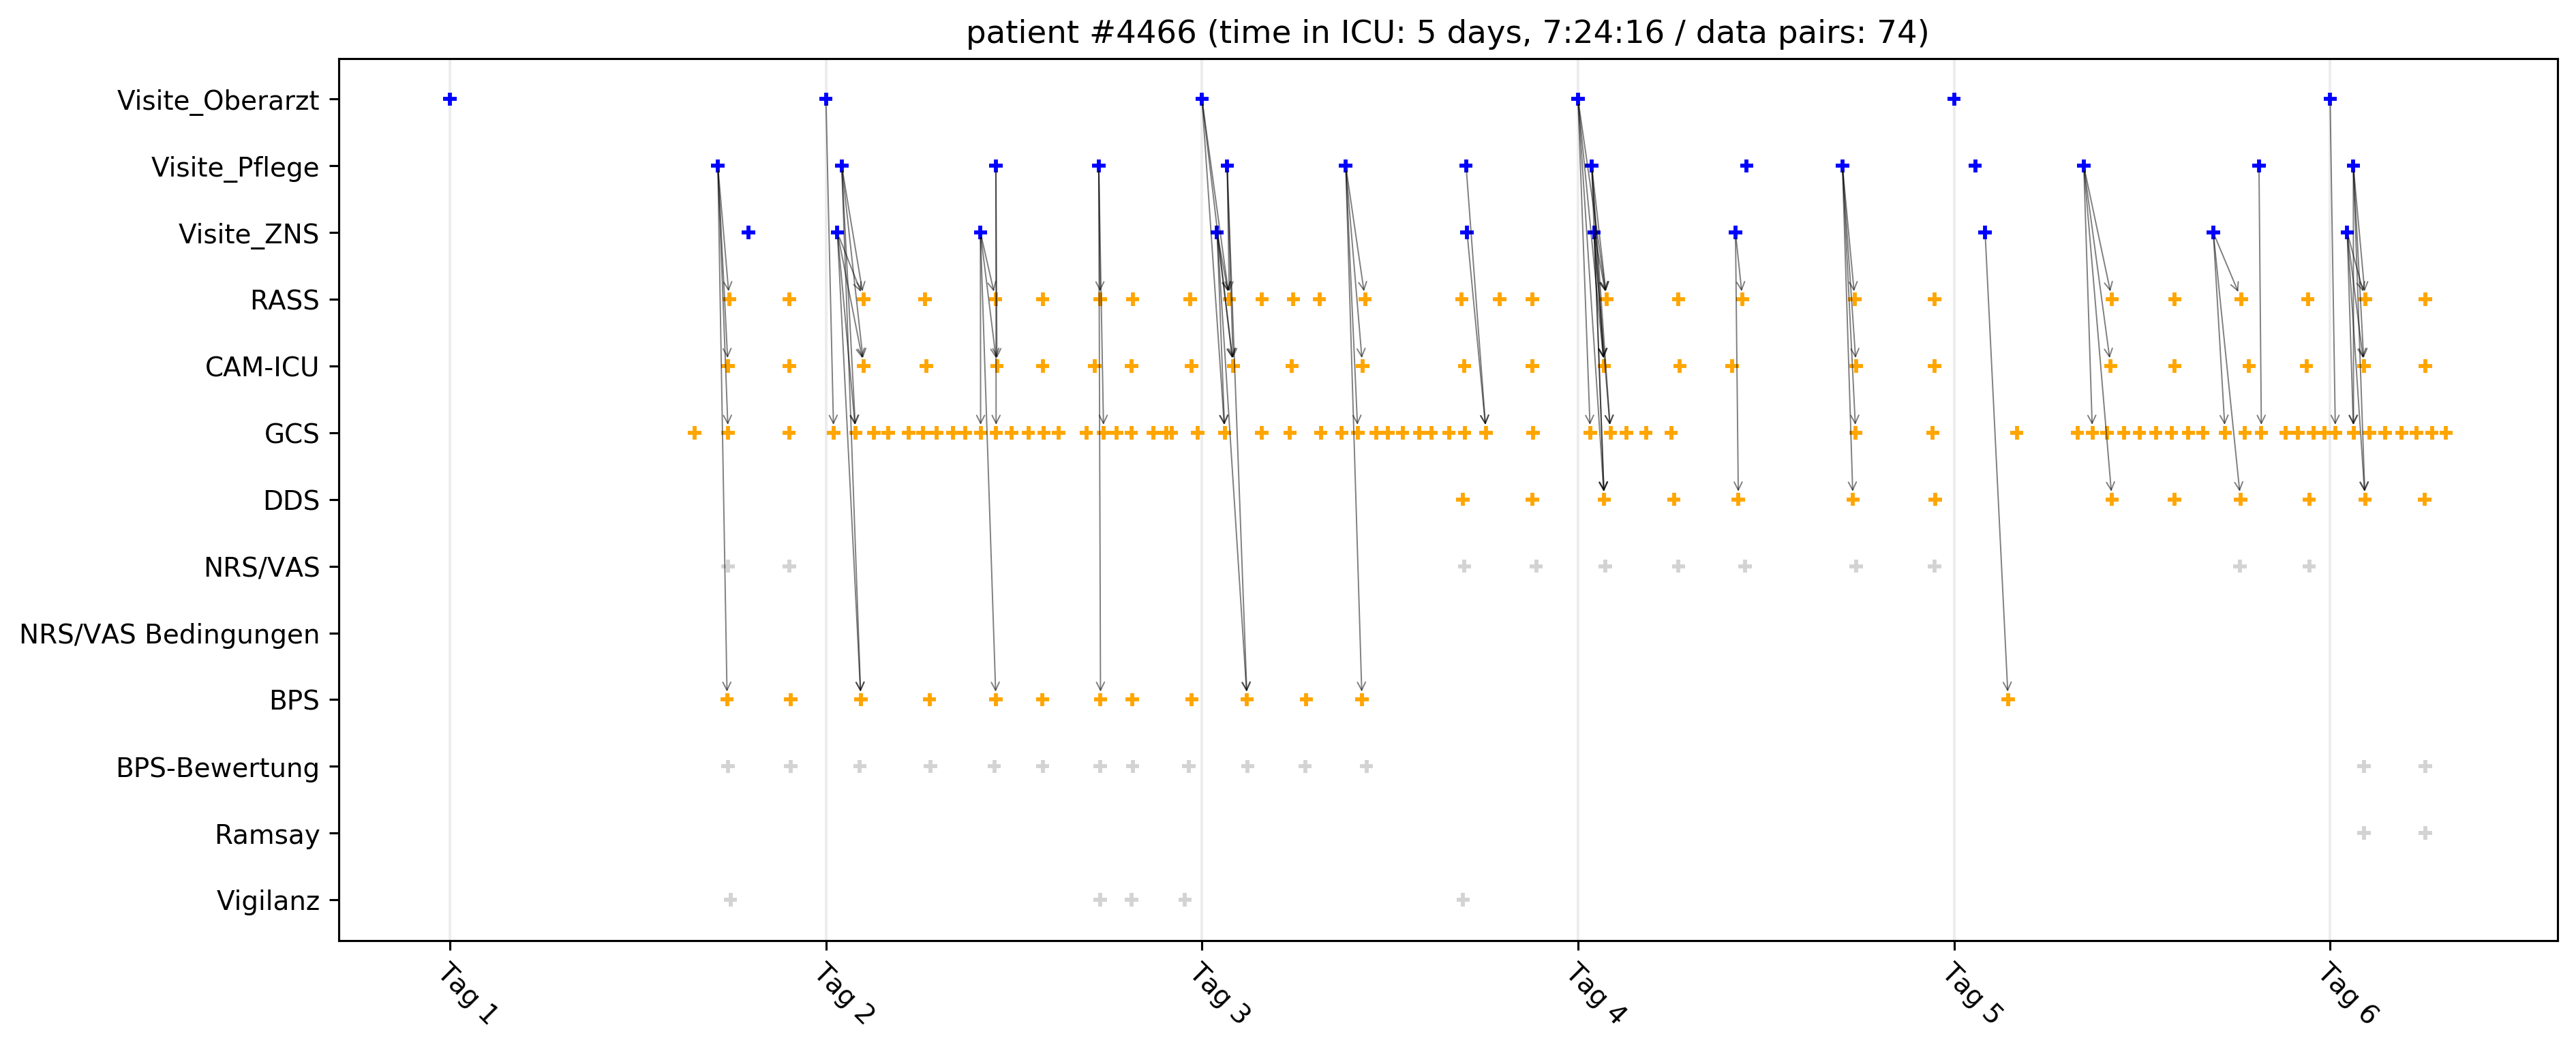 patient #4466 (time in ICU: 5 days, 7:24:16 / data pairs: 74)
Visite_Oberarzt
Visite_Pflege
Visite_ZNS
RASS
CAM-ICU
GCS
DDS
NRS/VAS
NRS/VAS Bedingungen
BPS
BPS-Bewertung
Ramsay
Vigilanz
Tag 1
Tag 2
Tag 3
Tag 4
Tag 5
Tag 6